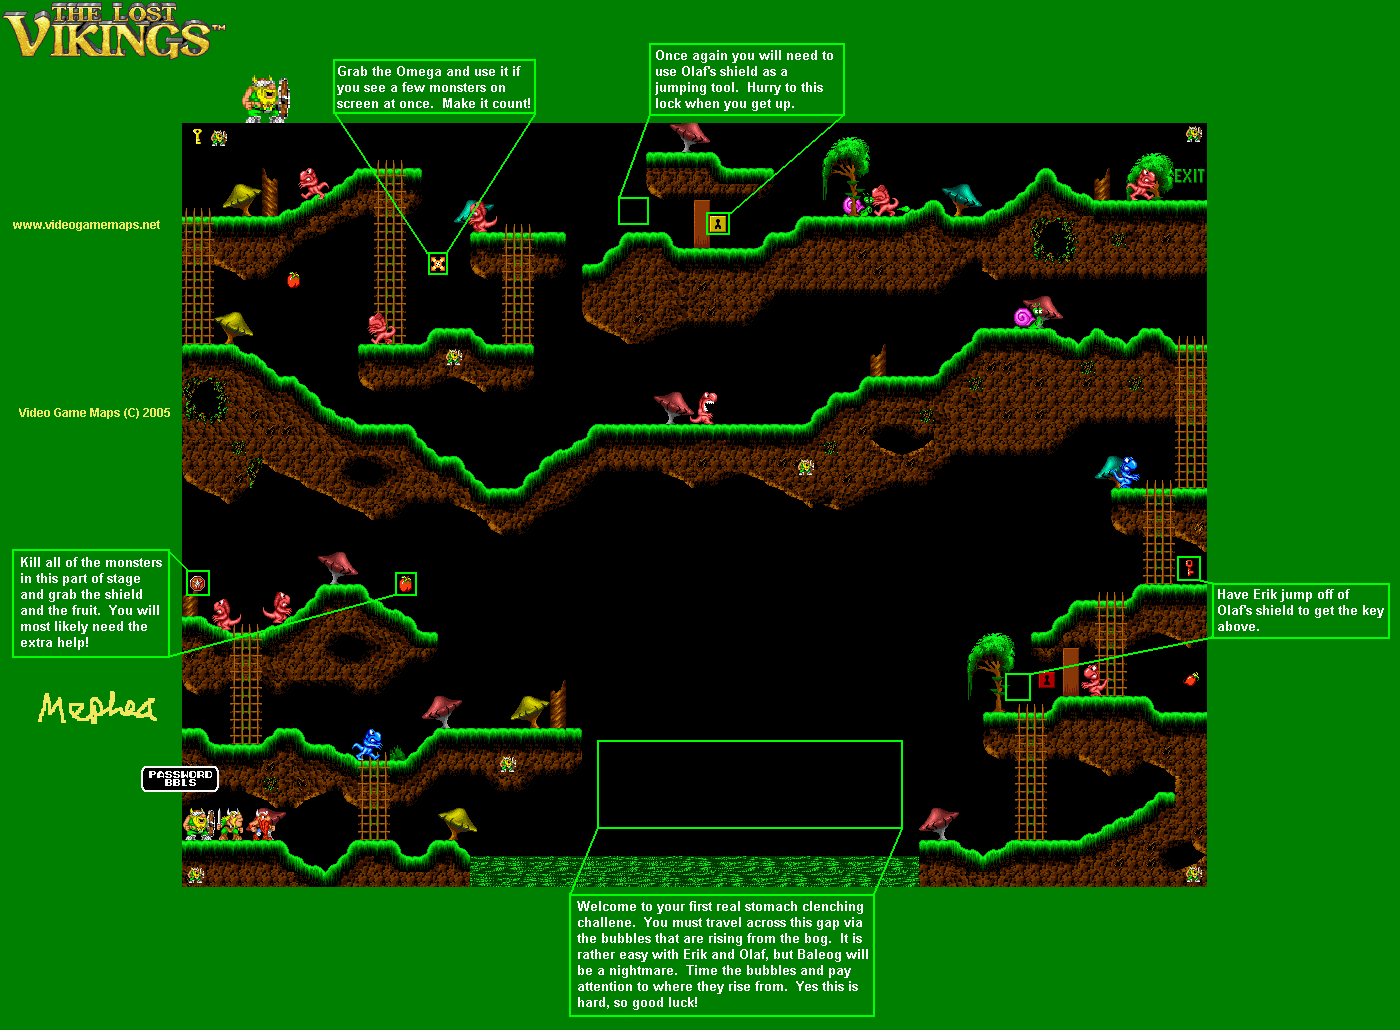 THE LOST
VIKINGS™
Grab the Omega and use it if
you see a few monsters on
screen at once. Make it count!
Once again you will need to
use Olaf's shield as a
jumping tool. Hurry to this
lock when you get up.
EXIT
www.videogamemaps.net
Video Game Maps (C) 2005
Kill all of the monsters
in this part of stage
and grab the shield
and the fruit. You will
most likely need the
extra help!
Have Erik jump off of
Olaf's shield to get the key
above.
PASSWORD
BBLS
Welcome to your first real stomach clenching
challene. You must travel across this gap via
the bubbles that are rising from the bog. It is
rather easy with Erik and Olaf, but Baleog will
be a nightmare. Time the bubbles and pay
attention to where they rise from. Yes this is
hard, so good luck!